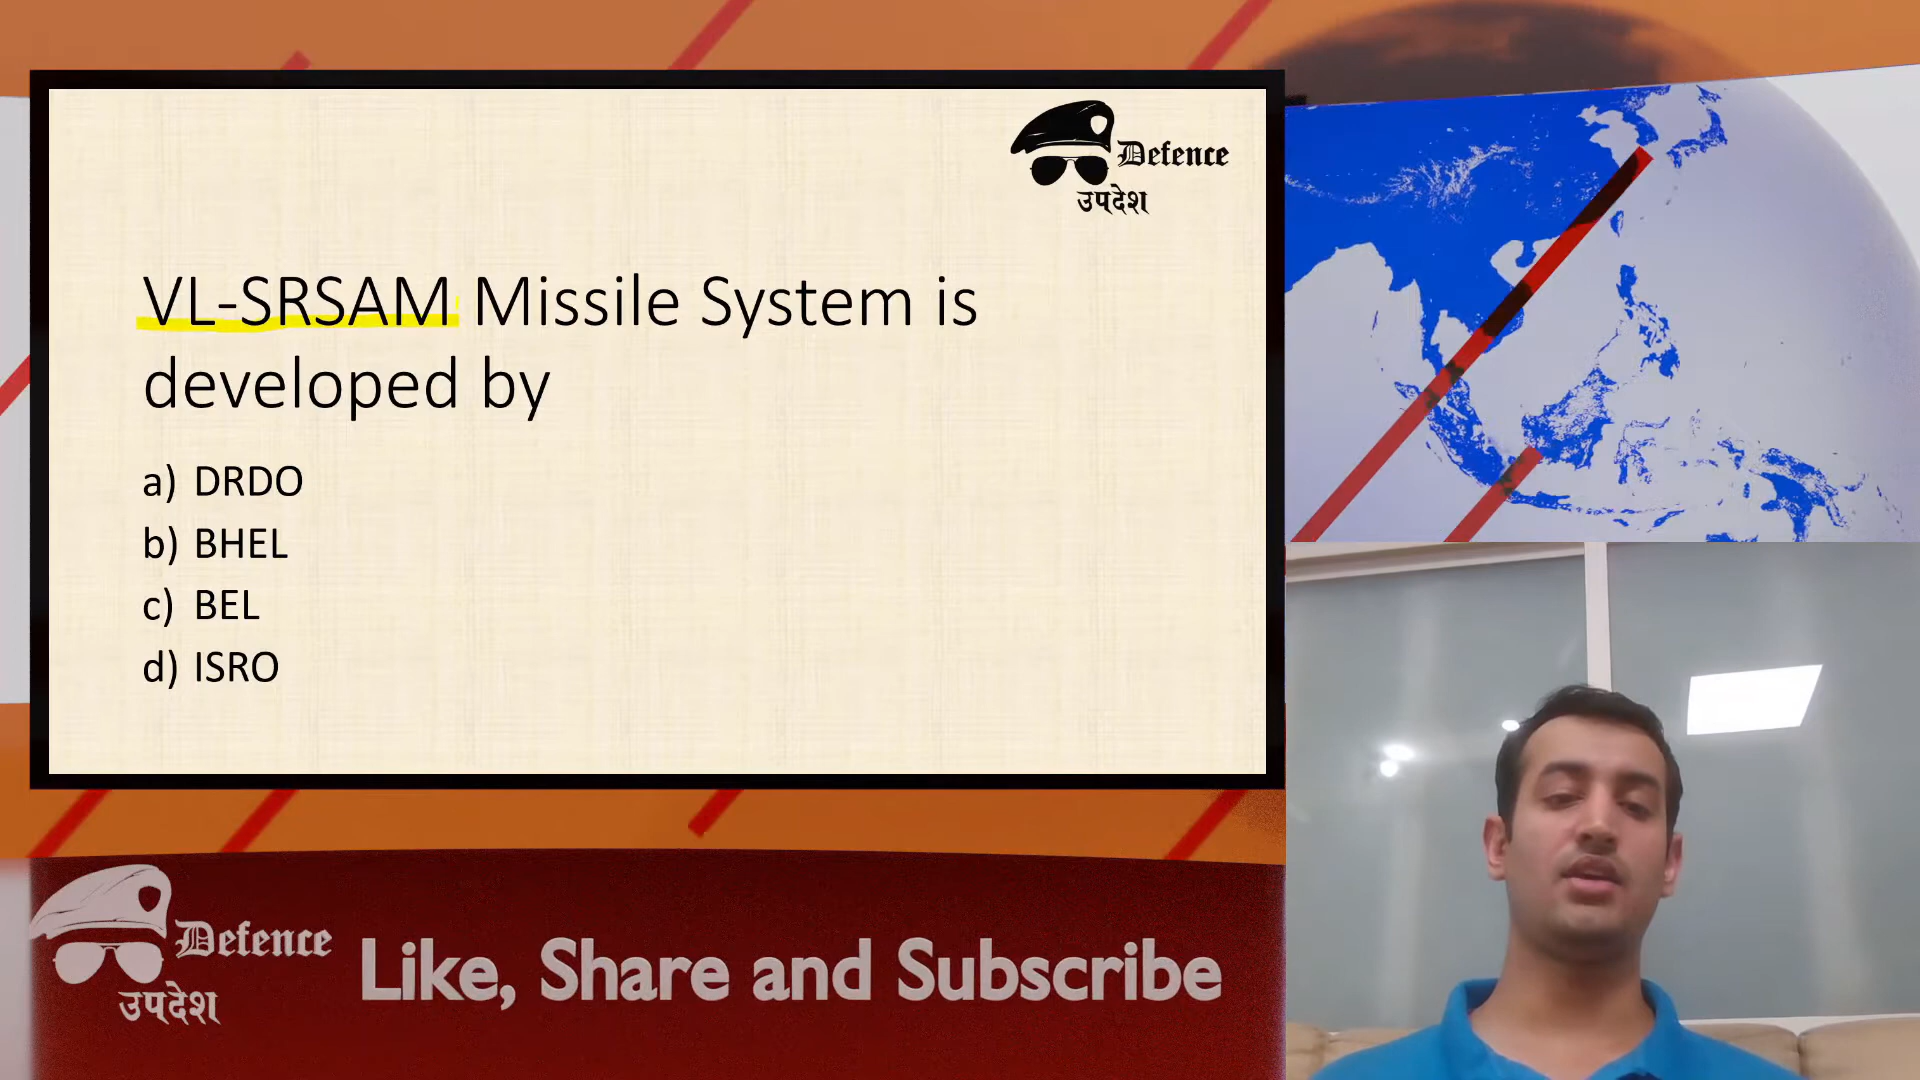 Defence
उपदेश
VL-SRSAM Missile System is
developed by
a) DRDO
b) BHEL
c) BEL
d) ISRO
Defence
उपदेश
Like, Share and Subscribe